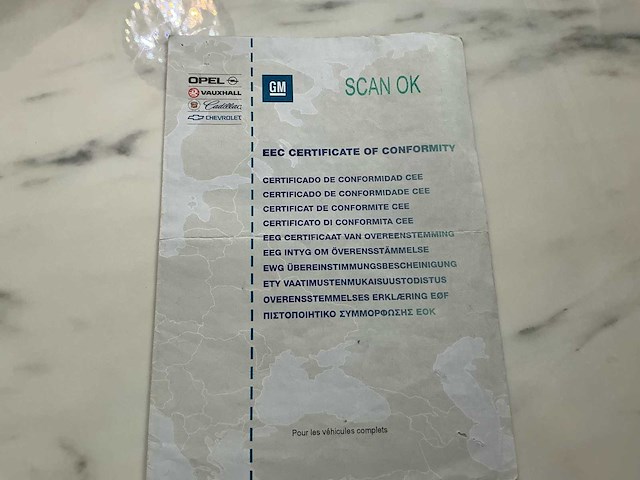 OPEL
VAUXHALL
Cadillac
CHEVROLET
GM
SCAN OK
EEC CERTIFICATE OF CONFORMITY
CERTIFICADO DE CONFORMIDAD CEE
CERTIFICADO DE CONFORMIDADE CEE
CERTIFICAT DE CONFORMITE CEE
CERTIFICATO DI CONFORMITA CEE
EEG CERTIFICAAT VAN OVEREENSTEMMING
EEG INTYG OM ÖVERENSSTÄMMELSE
EWG ÜBEREINSTIMMUNGSBESCHEINIGUNG
ETY VAATIMUSTENMUKAISUUSTODISTUS
OVERENSSTEMMELSES ERKLÆRING EØF
ΠΙΣΤΟΠΟΙΗΤΙΚΟ ΣΥΜΜΟΡΦΩΣΗΣ ΕΟΚ
Pour les véhicules complets